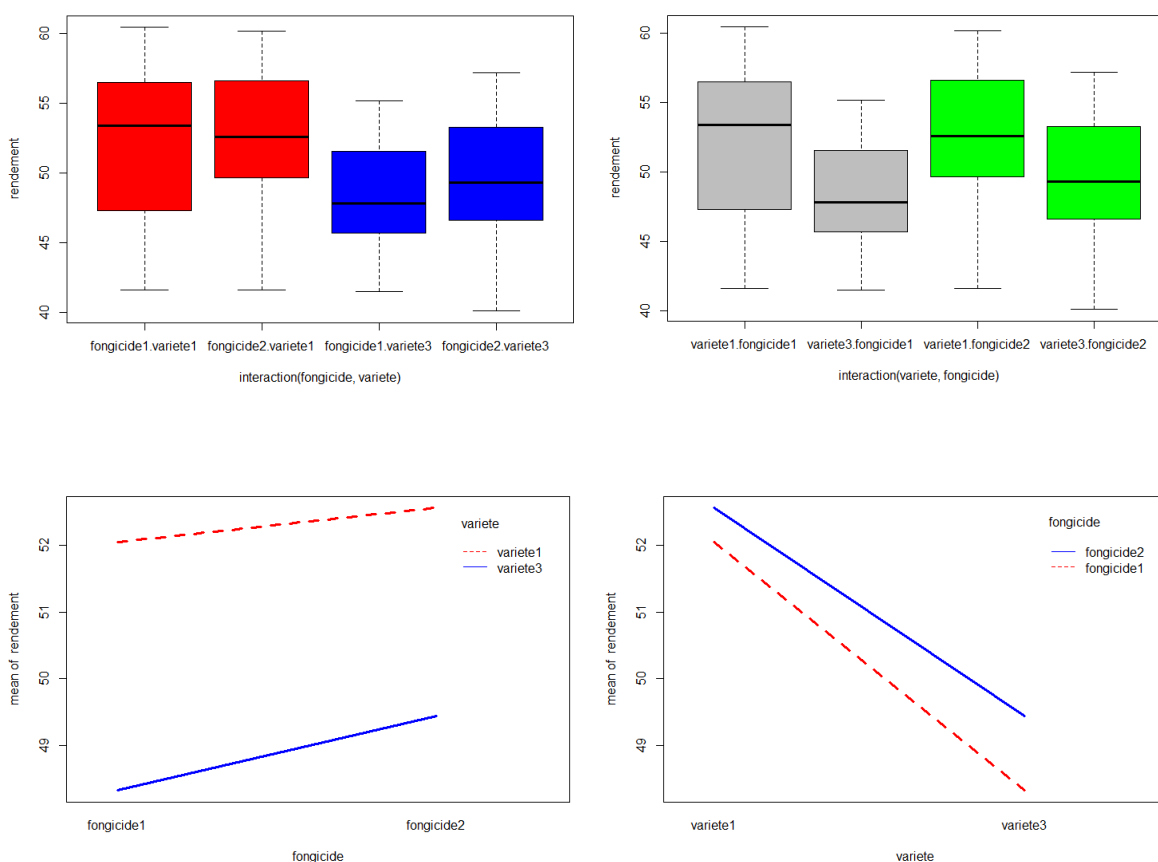 60
55
50
45
40
rendement
fongicide1.variete1 fongicide2.variete1 fongicide1.variete3 fongicide2.variete3
interaction(fongicide, variete)
60
55
50
45
40
rendement
variete1.fongicide1 variete3.fongicide1 variete1.fongicide2 variete3.fongicide2
interaction(variete, fongicide)
52
51
50
49
mean of rendement
variete
variete1
variete3
fongicide1 fongicide2
fongicide
52
51
50
49
mean of rendement
fongicide
fongicide2
fongicide1
variete1 variete3
variete